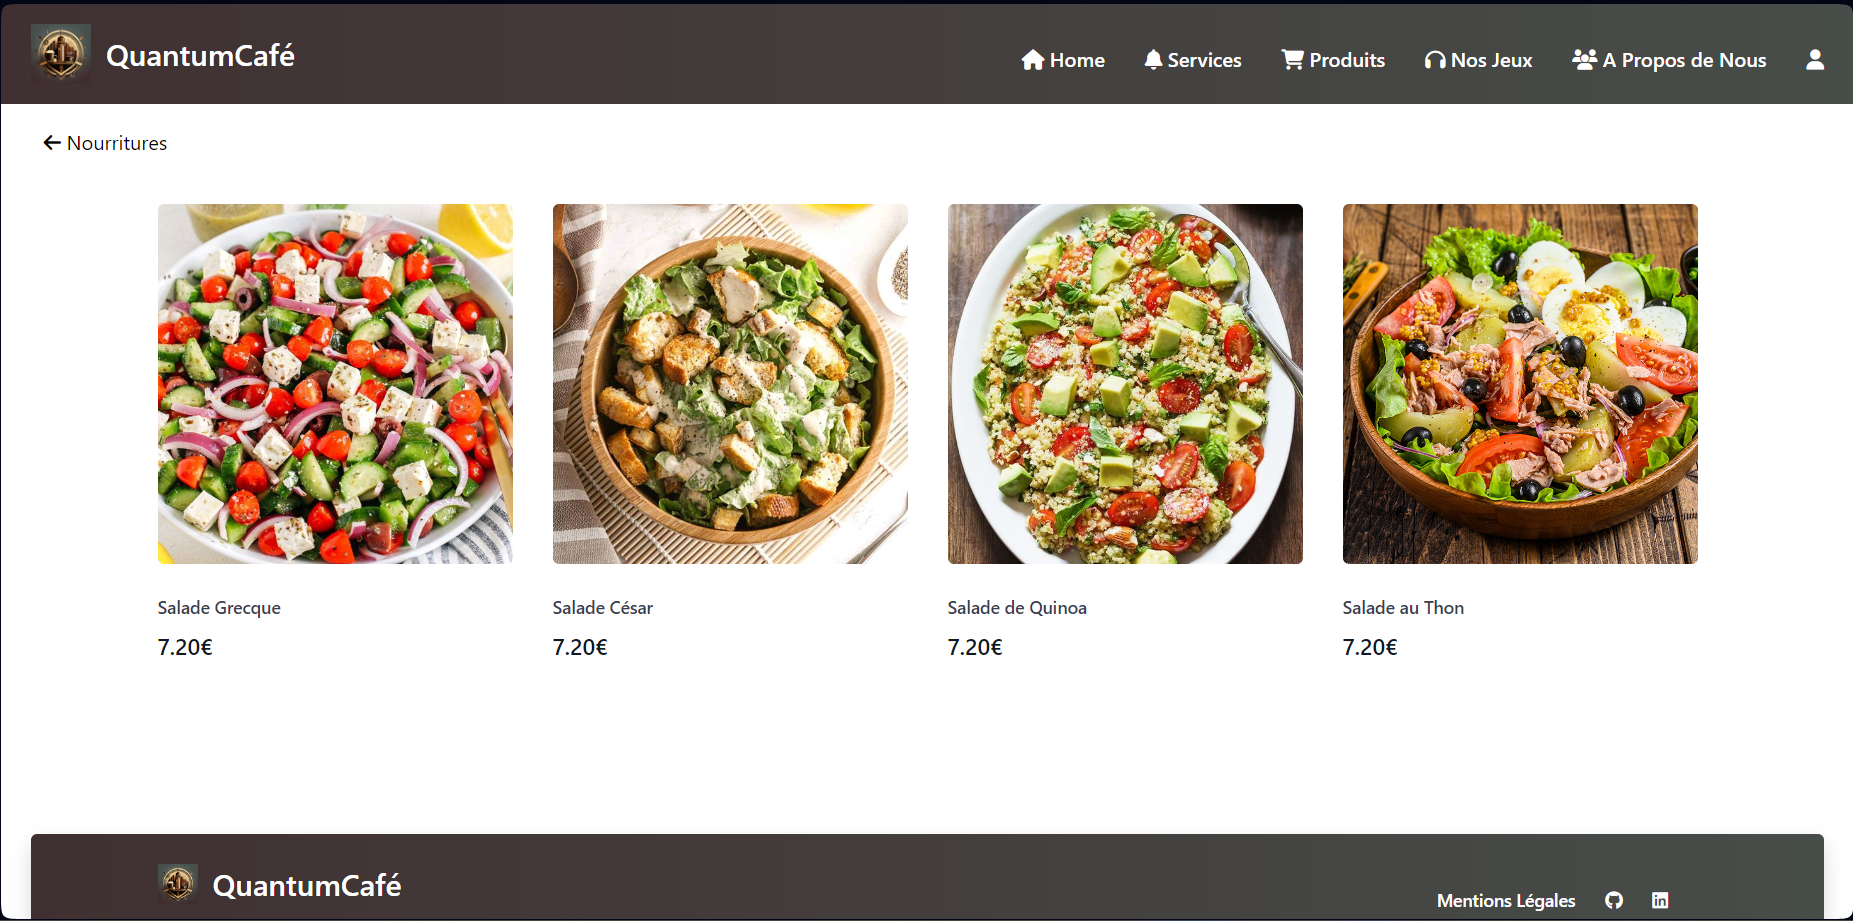 QuantumCafé
Home Services Produits Nos Jeux A Propos de Nous
Nourritures
Salade Grecque
7.20€
Salade César
7.20€
Salade de Quinoa
7.20€
Salade au Thon
7.20€
QuantumCafé
Mentions Légales